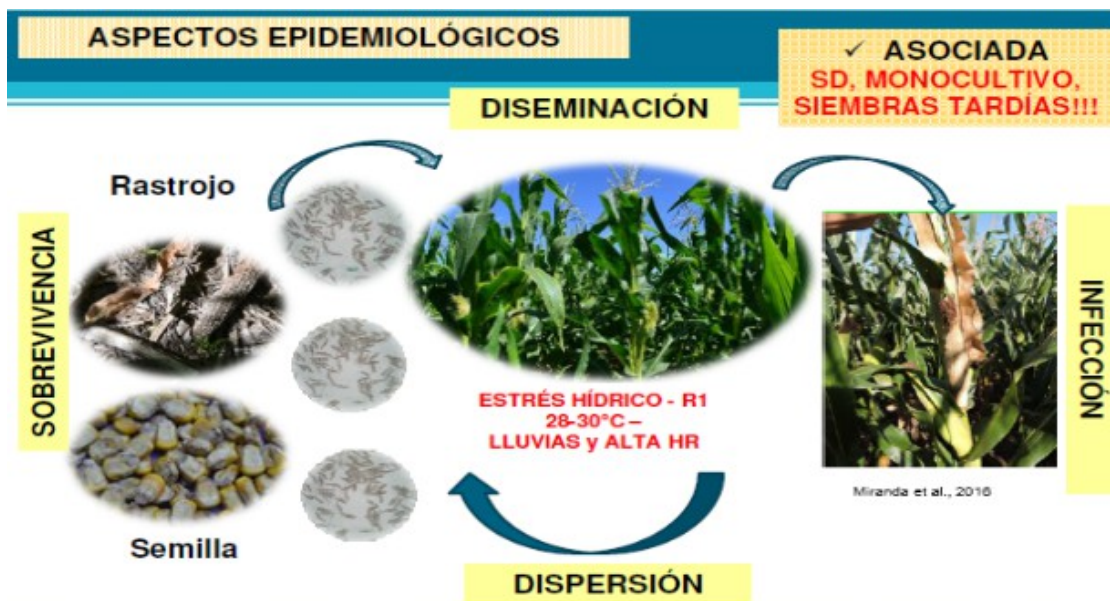 ASPECTOS EPIDEMIOLÓGICOS
✓ ASOCIADA
SD, MONOCULTIVO,
SIEMBRAS TARDÍAS!!!
DISEMINACIÓN
Rastrojo
SOBREVIVENCIA
Semilla
ESTRÉS HÍDRICO - R1
28-30°C –
LLUVIAS y ALTA HR
INFECCIÓN
Miranda et al., 2016
DISPERSIÓN